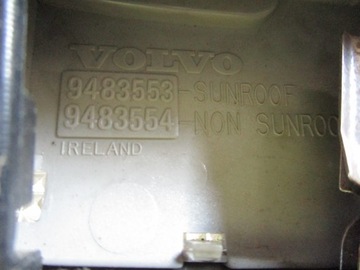 VOLVO
9483553-SUNROOF
9483554-NON SUNROO
IRELAND